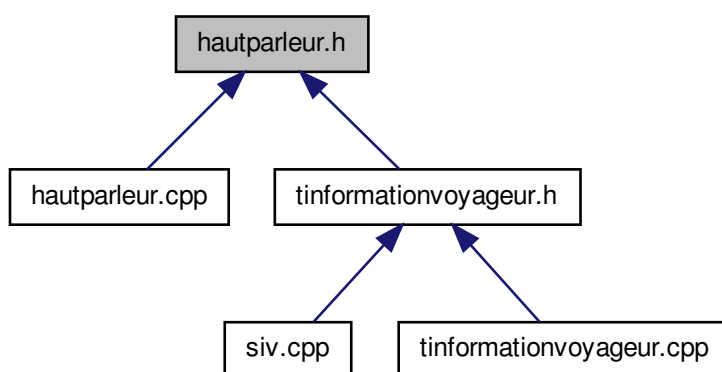 hautparleur.h
hautparleur.cpp
tinformationvoyageur.h
siv.cpp
tinformationvoyageur.cpp